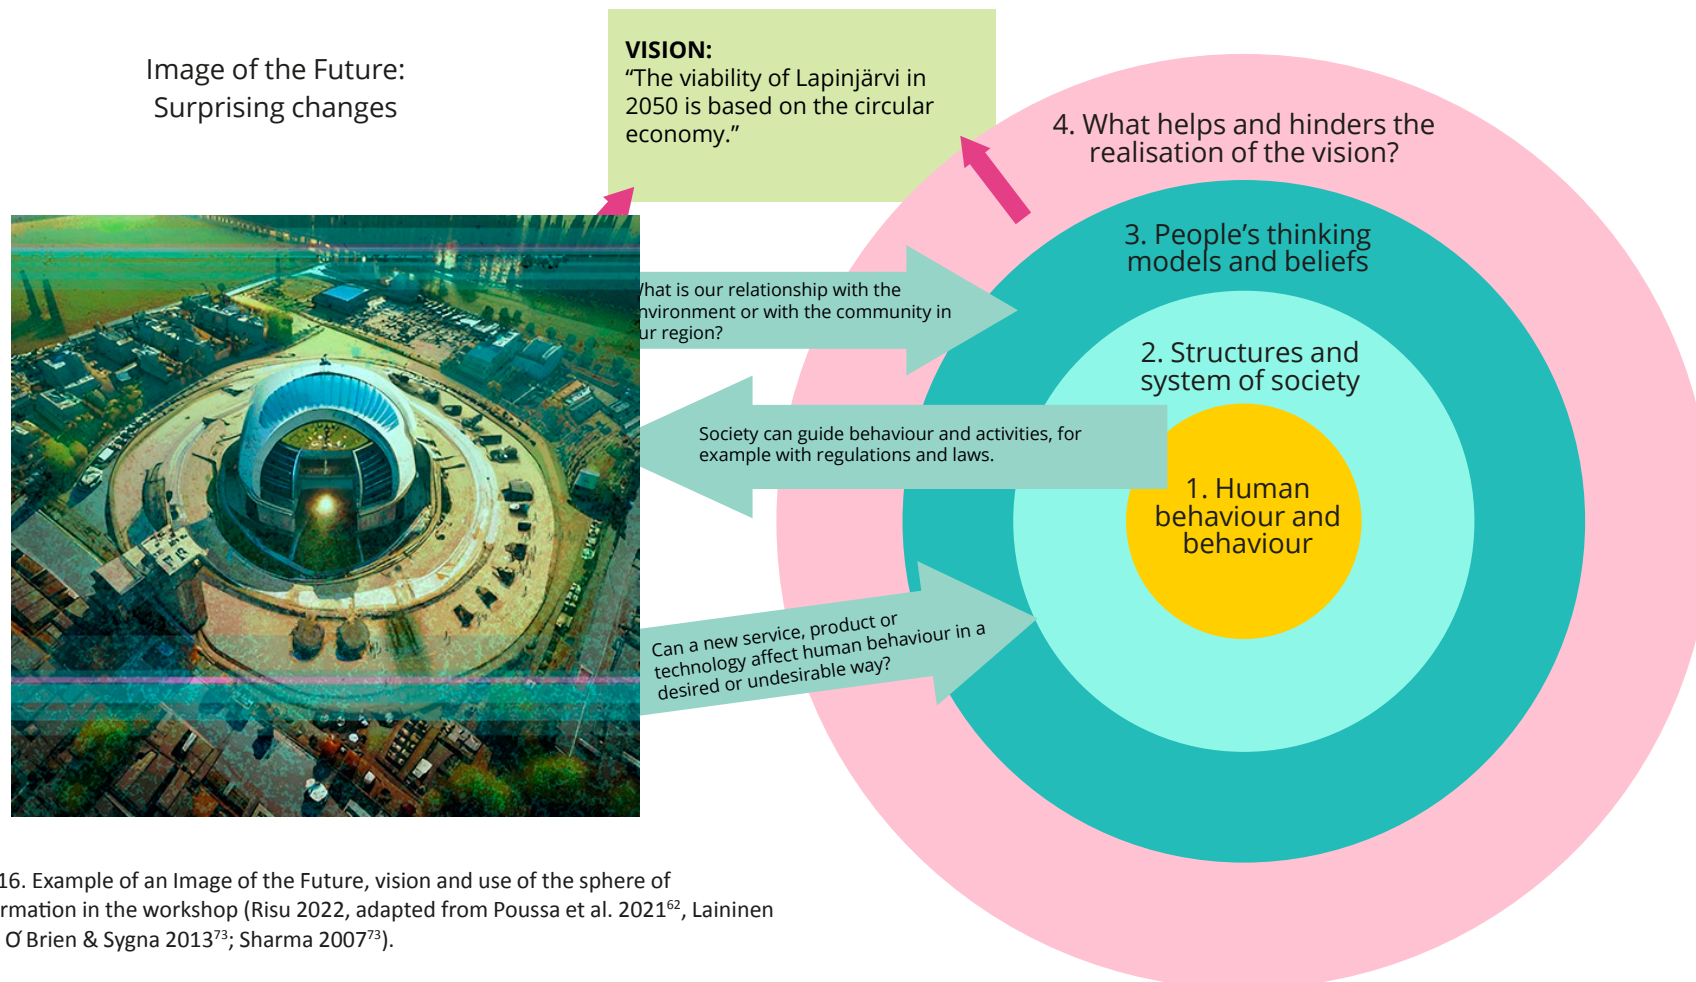 Image of the Future:
Surprising changes
VISION:
“The viability of Lapinjärvi in
2050 is based on the circular
economy.”
4. What helps and hinders the
realisation of the vision?
3. People’s thinking
models and beliefs
What is our relationship with the
nvironment or with the community in
ur region?
2. Structures and
system of society
Society can guide behaviour and activities, for
example with regulations and laws.
1. Human
behaviour and
behaviour
Can a new service, product or
technology affect human behaviour in a
desired or undesirable way?
16. Example of an Image of the Future, vision and use of the sphere of
rmation in the workshop (Risu 2022, adapted from Poussa et al. 2021⁶², Laininen
O´Brien & Sygna 2013⁷³; Sharma 2007⁷³).